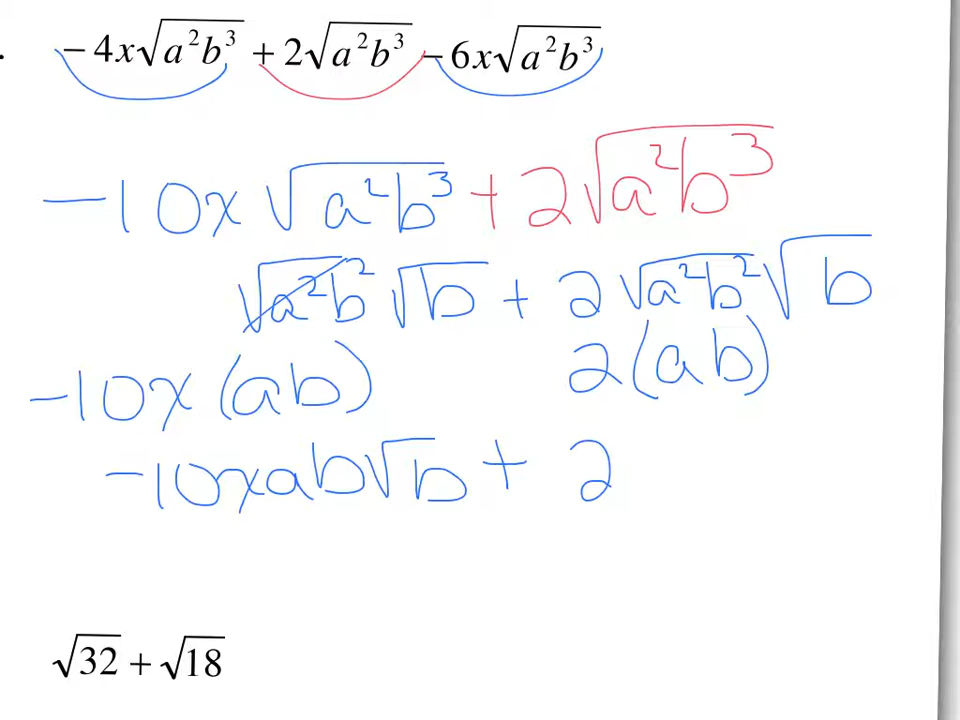 . −4x√a²b³ + 2√a²b³ − 6x√a²b³
−10x √a²b³ + 2√a²b³
√a²b² √b + 2√a²b² √b
−10x (ab) 2(ab)
−10xab√b + 2
√32 + √18